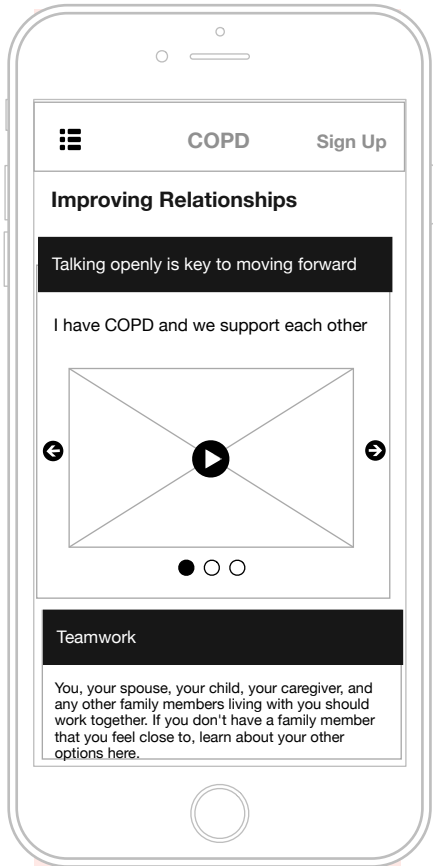 COPD Sign Up
Improving Relationships
Talking openly is key to moving forward
I have COPD and we support each other
Teamwork
You, your spouse, your child, your caregiver, and
any other family members living with you should
work together. If you don't have a family member
that you feel close to, learn about your other
options here.